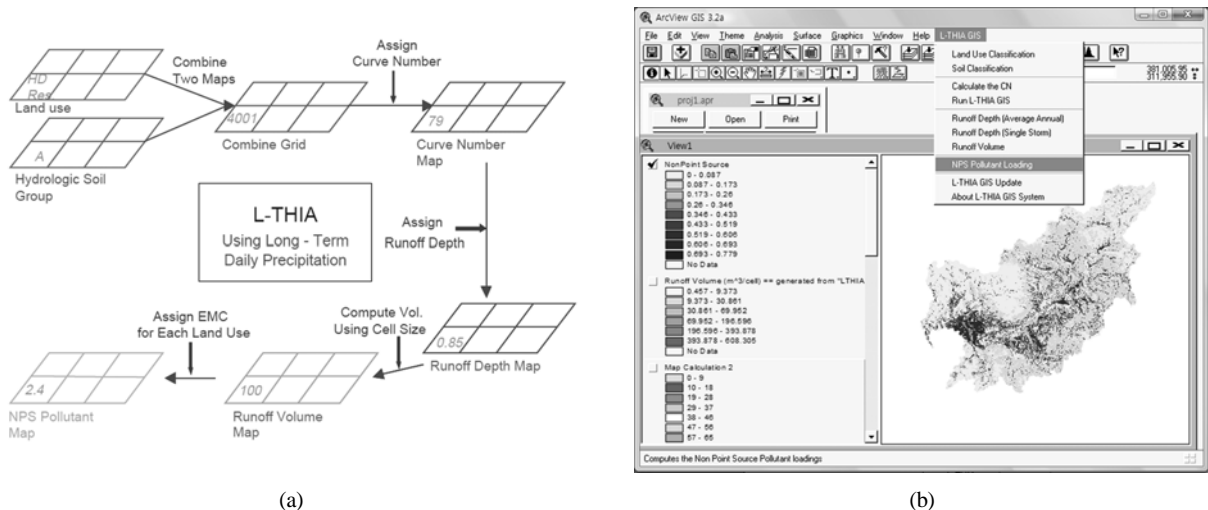 HD
Res
Land use
Combine
Two Maps
A
Hydrologic Soil
Group
4001
Combine Grid
Assign
Curve Number
79
Curve Number
Map
L-THIA
Using Long - Term
Daily Precipitation
Assign
Runoff Depth
0.85
Runoff Depth Map
Compute Vol.
Using Cell Size
100
Runoff Volume
Map
Assign EMC
for Each Land Use
2.4
NPS Pollutant
Map
(a)
ArcView GIS 3.2a
File Edit View Theme Analysis Surface Graphics Window Help L-THIA GIS
Land Use Classification
Soil Classification
Calculate the CN
Run L-THIA GIS
Runoff Depth (Average Annual)
Runoff Depth (Single Storm)
Runoff Volume
NPS Pollutant Loading
L-THIA GIS Update
About L-THIA GIS System
381,005.95
311,955.90
proj1.apr
New Open Print
View1
NonPoint Source
0 - 0.087
0.087 - 0.173
0.173 - 0.26
0.26 - 0.346
0.346 - 0.433
0.433 - 0.519
0.519 - 0.606
0.606 - 0.693
0.693 - 0.779
No Data
Runoff Volume (m^3/cell) == generated from "LTHIA
0.457 - 9.373
9.373 - 30.861
30.861 - 69.952
69.952 - 196.596
196.596 - 393.878
393.878 - 608.305
No Data
Map Calculation 2
0 - 9
10 - 18
19 - 28
29 - 37
38 - 46
47 - 56
57 - 65
Computes the Non Point Source Pollutant loadings
(b)